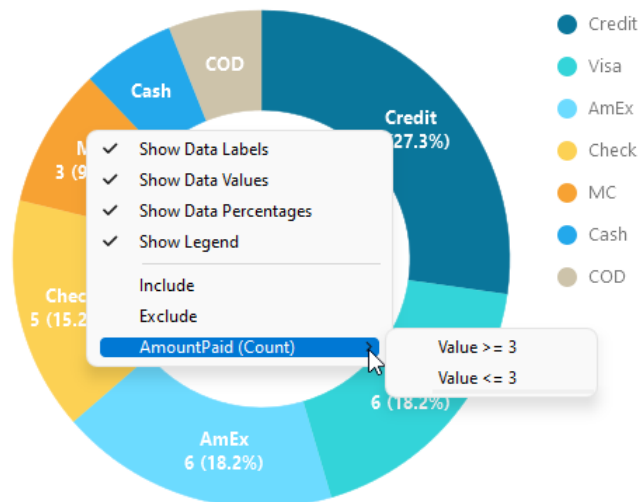 COD
Cash
Credit
27.3%)
3 (9
Show Data Labels
Show Data Values
Show Data Percentages
Show Legend
Include
Exclude
AmountPaid (Count)
Value >= 3
Value <= 3
Chec
5 (15.2
6 (18.2%)
AmEx
6 (18.2%)
Credit
Visa
AmEx
Check
MC
Cash
COD